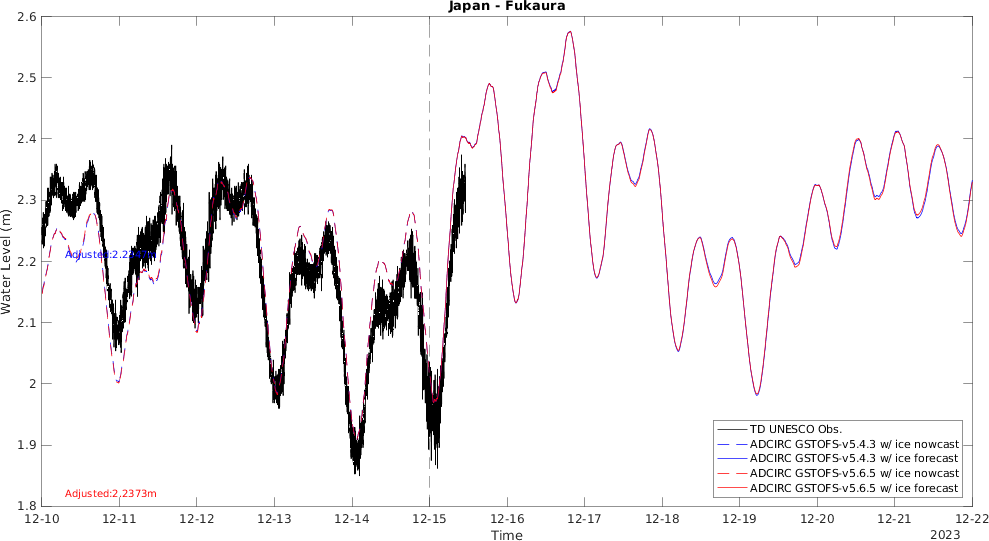 Japan - Fukaura
2.6
2.5
2.4
2.3
2.2
2.1
2
1.9
1.8
Water Level (m)
Adjusted:2.2
Adjusted:2.2373m
TD UNESCO Obs.
ADCIRC GSTOFS-v5.4.3 w/ ice nowcast
ADCIRC GSTOFS-v5.4.3 w/ ice forecast
ADCIRC GSTOFS-v5.6.5 w/ ice nowcast
ADCIRC GSTOFS-v5.6.5 w/ ice forecast
12-10 12-11 12-12 12-13 12-14 12-15 12-16 12-17 12-18 12-19 12-20 12-21 12-22
Time
2023